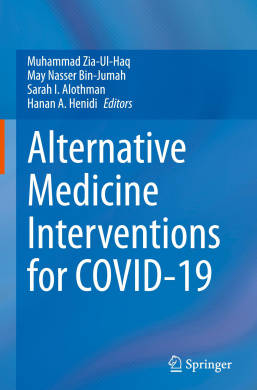 Muhammad Zia-Ul-Haq
May Nasser Bin-Jumah
Sarah I. Alothman
Hanan A. Henidi Editors
Alternative
Medicine
Interventions
for COVID-19
Springer